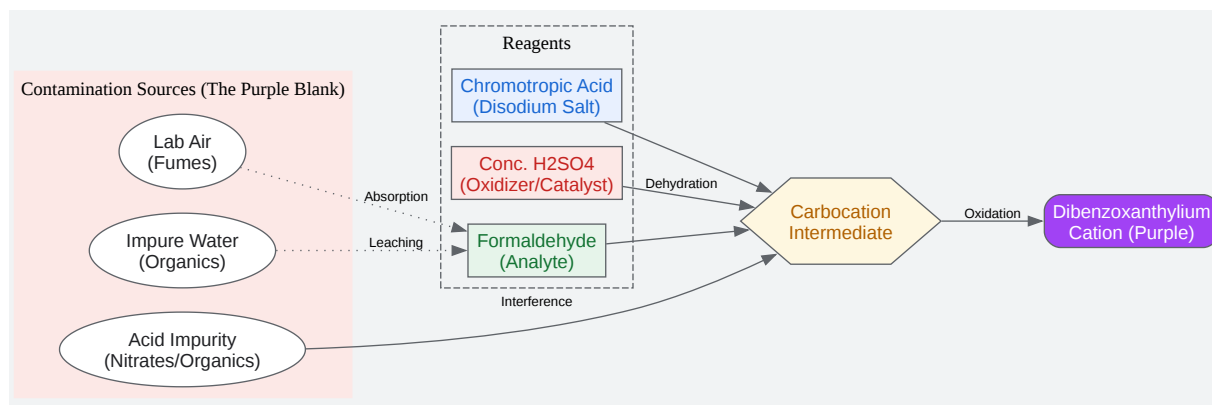 Reagents
Chromotropic Acid
(Disodium Salt)
Contamination Sources (The Purple Blank)
Lab Air
(Fumes)
Conc. H2SO4
(Oxidizer/Catalyst)
Dehydration
Absorption
Carbocation
Intermediate
Oxidation
Dibenzoxanthylium
Cation (Purple)
Impure Water
(Organics)
Leaching
Formaldehyde
(Analyte)
Interference
Acid Impurity
(Nitrates/Organics)